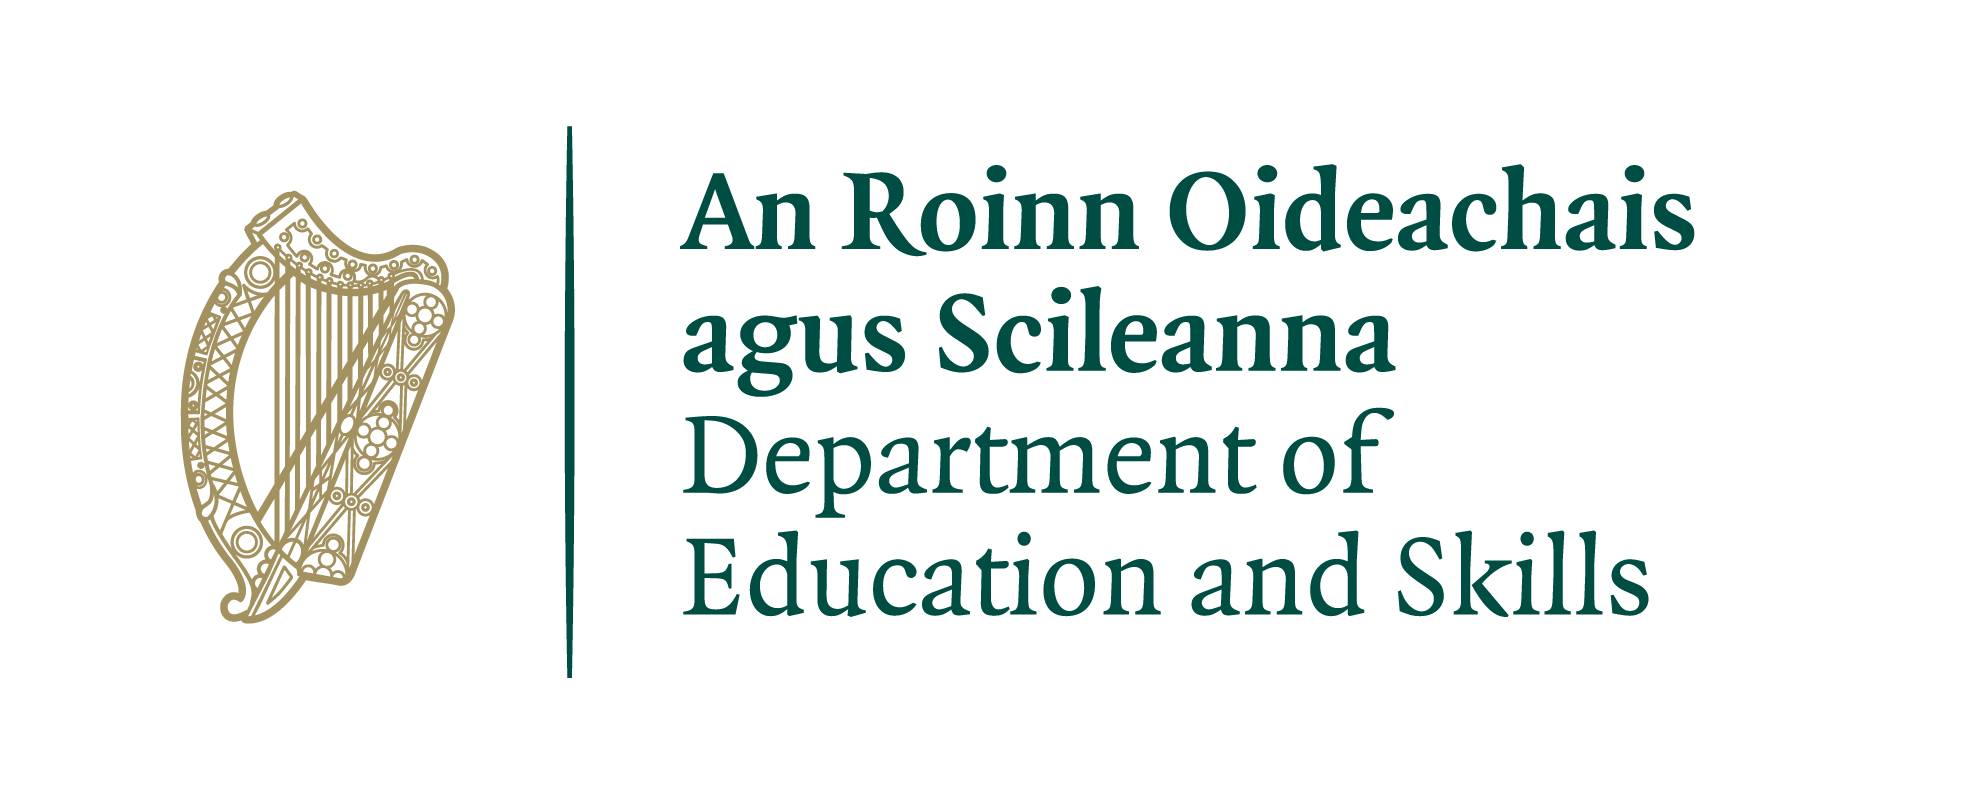 An Roinn Oideachais
agus Scileanna
Department of
Education and Skills